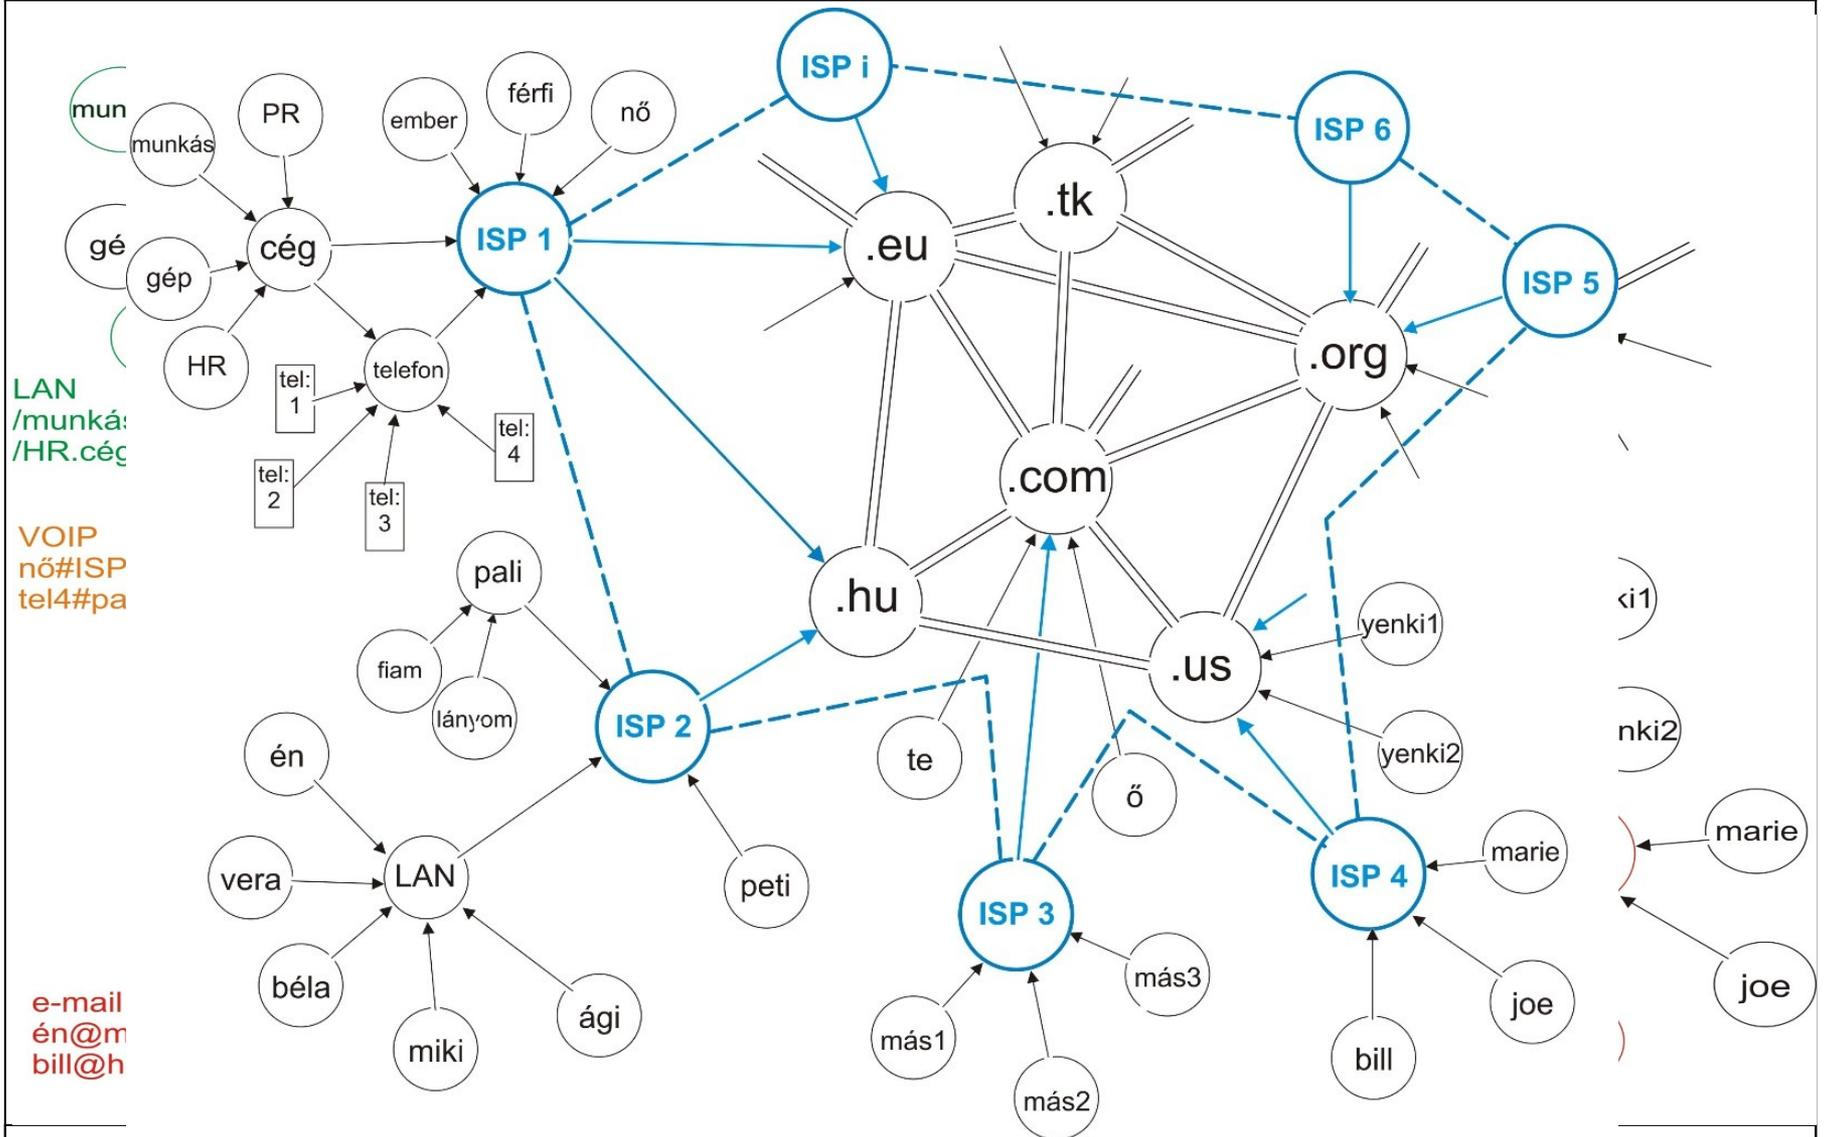 ISP i
ISP 6
mun
munkás
PR
ember
férfi
nő
.tk
ISP 1
gé
cég
gép
.eu
ISP 5
HR
telefon
.org
tel:
1
LAN
/munkás
/HR.cég
tel:
4
tel:
2
tel:
3
.com
VOIP
nő#ISP
tel4#pa
pali
.hu
fiam
lányom
.us
yenki1
ki1
ISP 2
te
ő
yenki2
nki2
én
vera
LAN
peti
ISP 3
ISP 4
marie
marie
béla
miki
ági
más3
más1
más2
bill
joe
joe
e-mail
én@m
bill@h